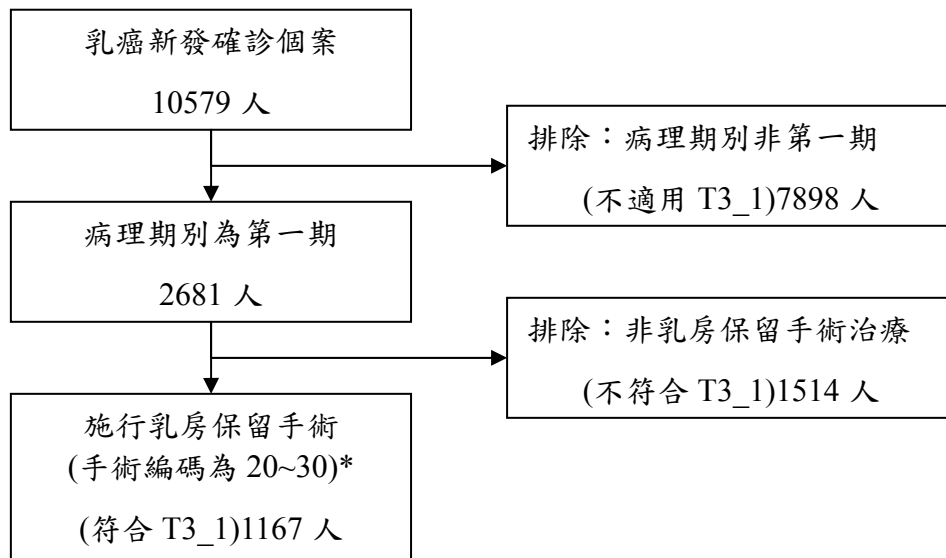 乳癌新發確診個案
10579 人
排除：病理期別非第一期
(不適用 T3_1)7898 人
病理期別為第一期
2681 人
排除：非乳房保留手術治療
(不符合 T3_1)1514 人
施行乳房保留手術
(手術編碼為 20~30)*
(符合 T3_1)1167 人